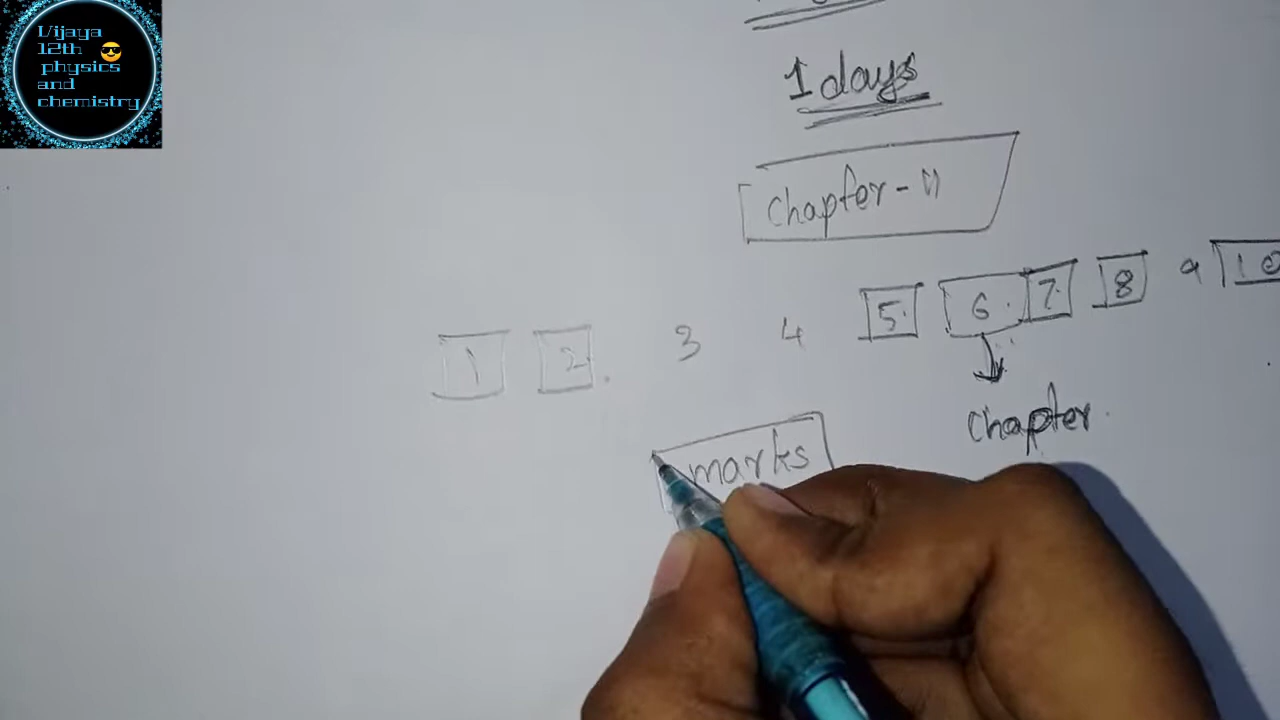 Vijaya
12th 😎
physics
and
chemistry
1 days
Chapter - 11
1 2. 3 4 5. 6. 7. 8 9 10
Chapter.
marks